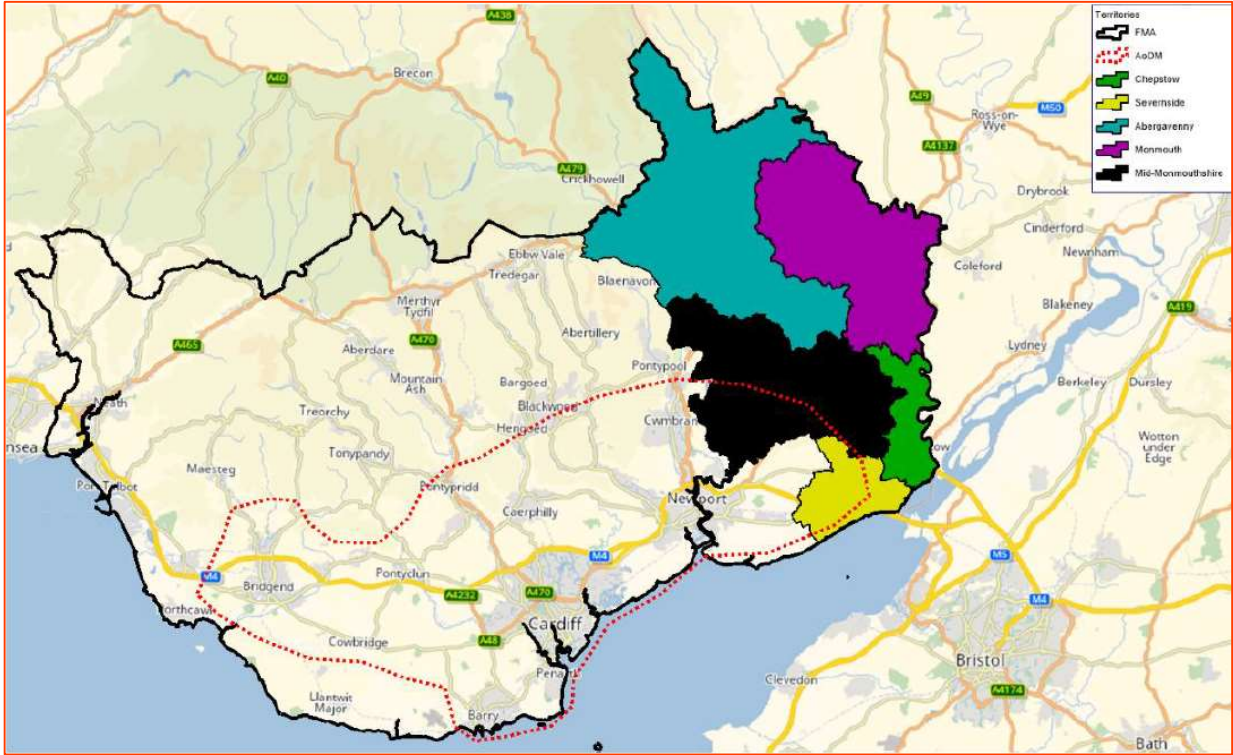 A438
Territories
FMA
AoDM
Chepstow
Severnside
Abergavenny
Monmouth
Mid-Monmouthshire
A40
Brecon
A49
M50
Ross-on-
Wye
A4137
A479
Crickhowell
Drybrook
Cinderford
Newnham
Coleford
Ebbw Vale
Tredegar
Blaenavon
Merthyr
Tydfil
Blakeney
A419
Abertillery
A465
A470
Aberdare
Lydney
Pontypool
Mountain
Ash
Bargoed
Berkeley
Dursley
Neath
Treorchy
Blackwood
Cwmbran
Hengoed
Wotton
under
Edge
nsea
Tonypandy
ow
Maesteg
Port Talbot
Pontypridd
Newport
Caerphilly
M4
M5
M4
Bridgend
Pontyclun
M4
Porthcawl
A4232
A470
Cardiff
Cowbridge
A48
Bristol
Penarth
Clevedon
Llantwit
Major
Barry
A4174
Bath